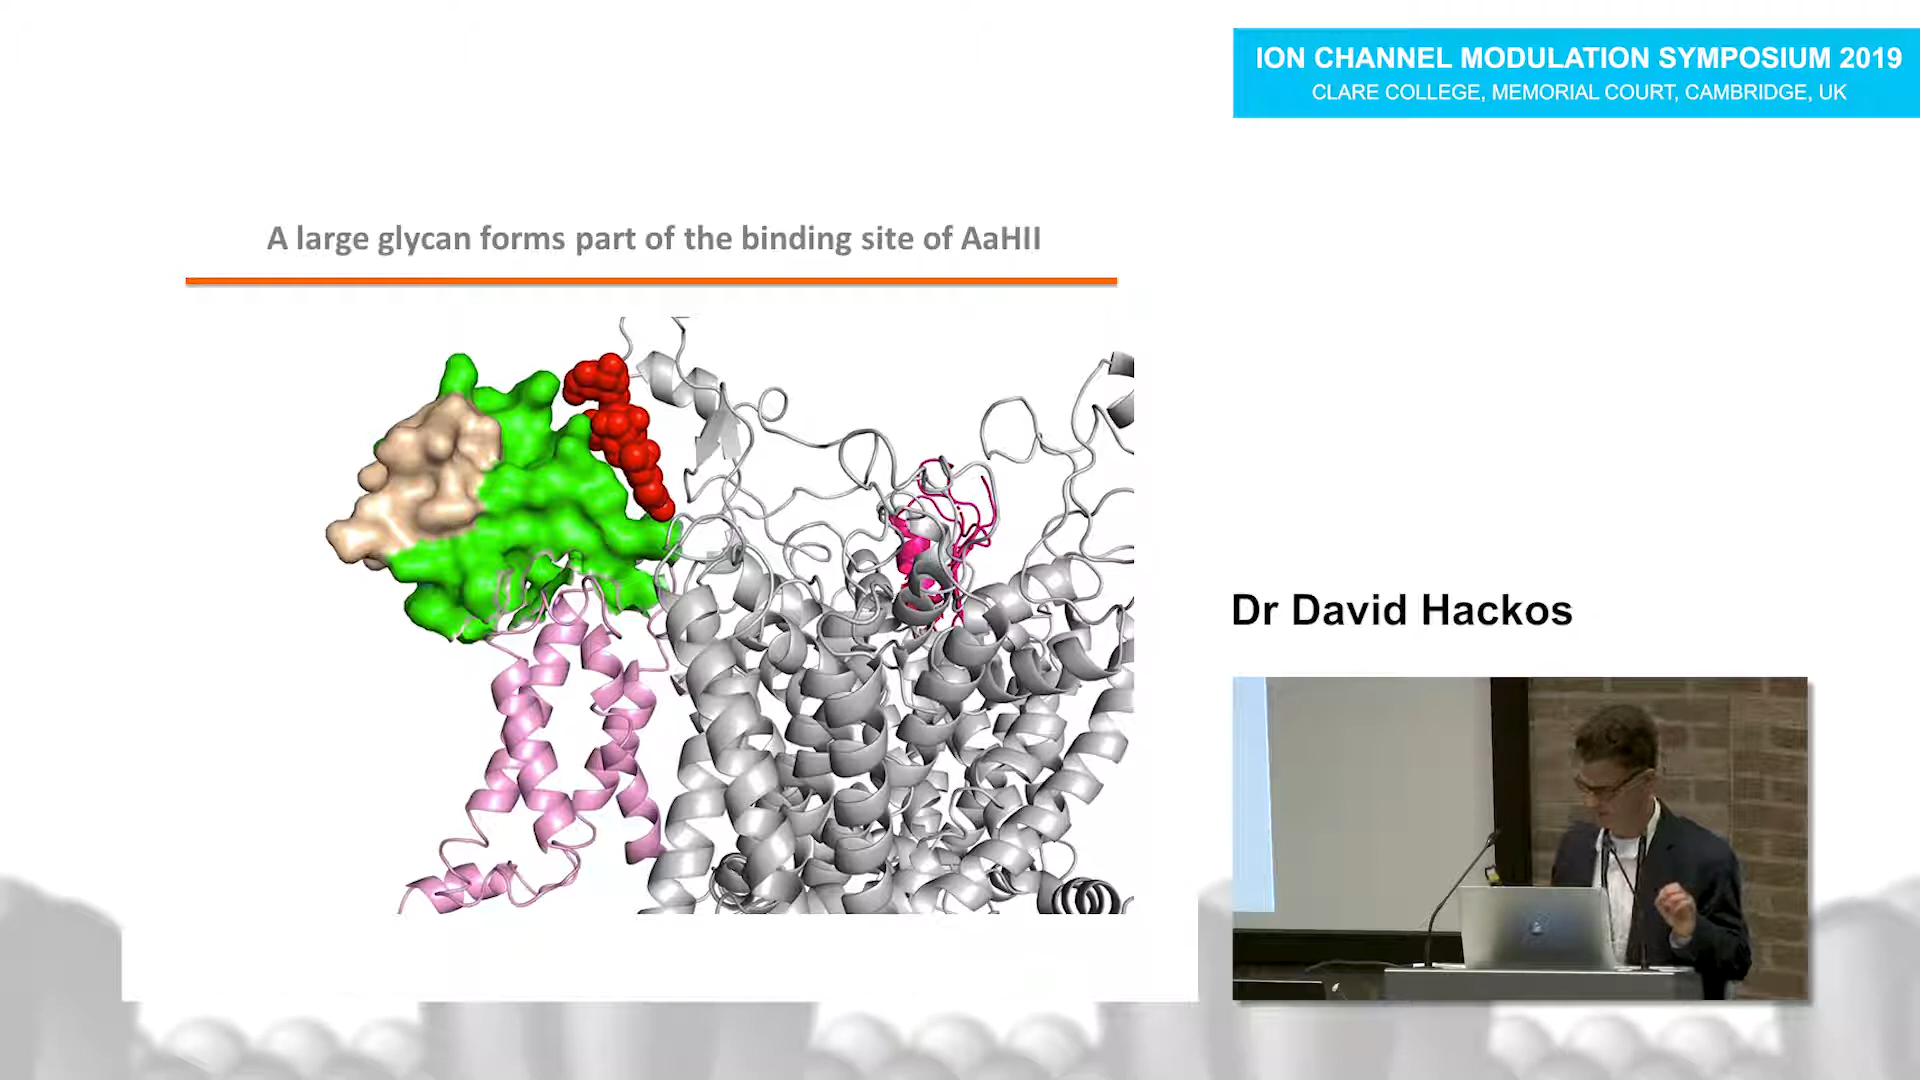 ION CHANNEL MODULATION SYMPOSIUM 2019
CLARE COLLEGE, MEMORIAL COURT, CAMBRIDGE, UK
A large glycan forms part of the binding site of AaHII
Dr David Hackos